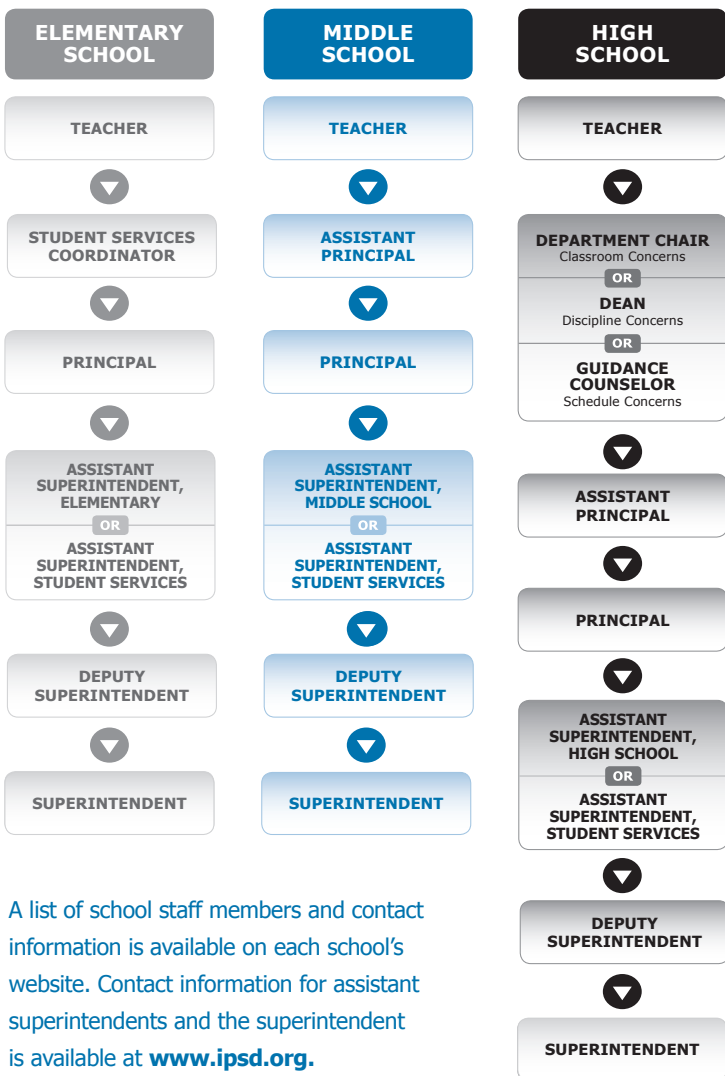 ELEMENTARY
SCHOOL
TEACHER
STUDENT SERVICES
COORDINATOR
PRINCIPAL
ASSISTANT
SUPERINTENDENT,
ELEMENTARY
OR
ASSISTANT
SUPERINTENDENT,
STUDENT SERVICES
DEPUTY
SUPERINTENDENT
SUPERINTENDENT
MIDDLE
SCHOOL
TEACHER
ASSISTANT
PRINCIPAL
PRINCIPAL
ASSISTANT
SUPERINTENDENT,
MIDDLE SCHOOL
OR
ASSISTANT
SUPERINTENDENT,
STUDENT SERVICES
DEPUTY
SUPERINTENDENT
SUPERINTENDENT
HIGH
SCHOOL
TEACHER
DEPARTMENT CHAIR
Classroom Concerns
OR
DEAN
Discipline Concerns
OR
GUIDANCE
COUNSELOR
Schedule Concerns
ASSISTANT
PRINCIPAL
PRINCIPAL
ASSISTANT
SUPERINTENDENT,
HIGH SCHOOL
OR
ASSISTANT
SUPERINTENDENT,
STUDENT SERVICES
DEPUTY
SUPERINTENDENT
SUPERINTENDENT
A list of school staff members and contact
information is available on each school's
website. Contact information for assistant
superintendents and the superintendent
is available at www.ipsd.org.